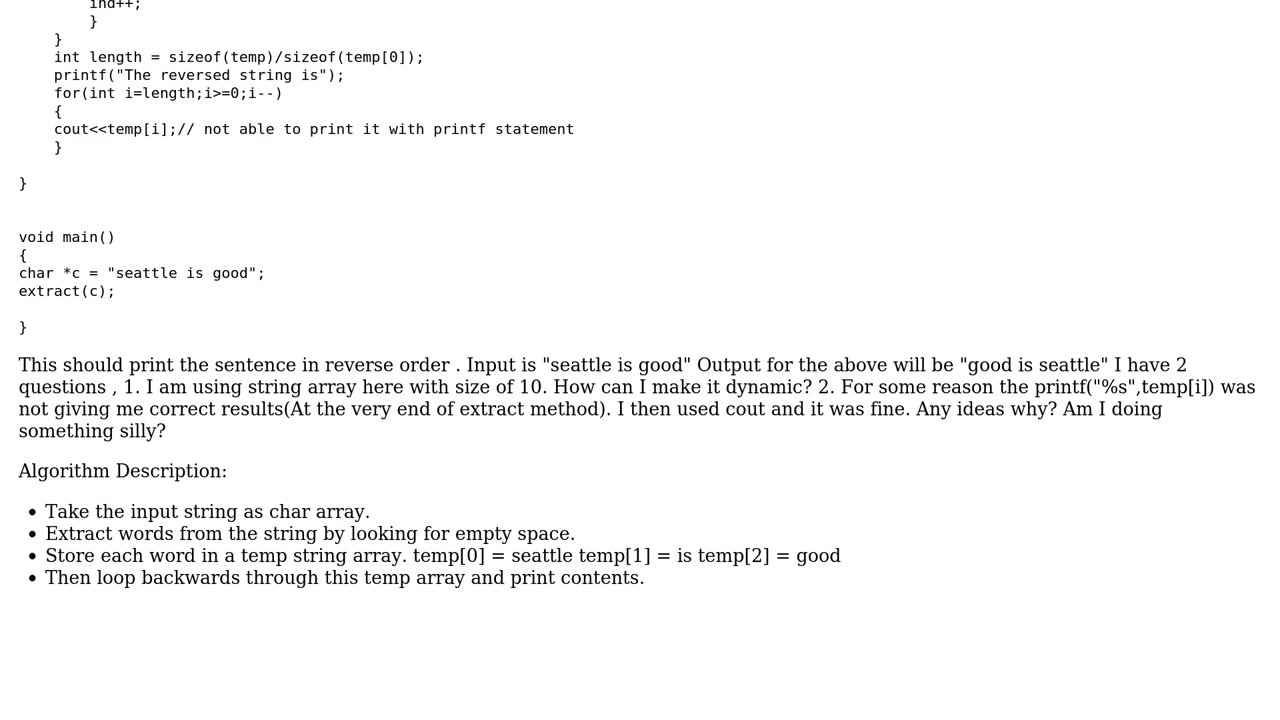 ind++;
}
}
int length = sizeof(temp)/sizeof(temp[0]);
printf("The reversed string is");
for(int i=length;i>=0;i--)
{
cout<<temp[i];// not able to print it with printf statement
}
}
void main()
{
char *c = "seattle is good";
extract(c);
}
This should print the sentence in reverse order . Input is "seattle is good" Output for the above will be "good is seattle" I have 2
questions , 1. I am using string array here with size of 10. How can I make it dynamic? 2. For some reason the printf("%s",temp[i]) was
not giving me correct results(At the very end of extract method). I then used cout and it was fine. Any ideas why? Am I doing
something silly?
Algorithm Description:
• Take the input string as char array.
• Extract words from the string by looking for empty space.
• Store each word in a temp string array. temp[0] = seattle temp[1] = is temp[2] = good
• Then loop backwards through this temp array and print contents.